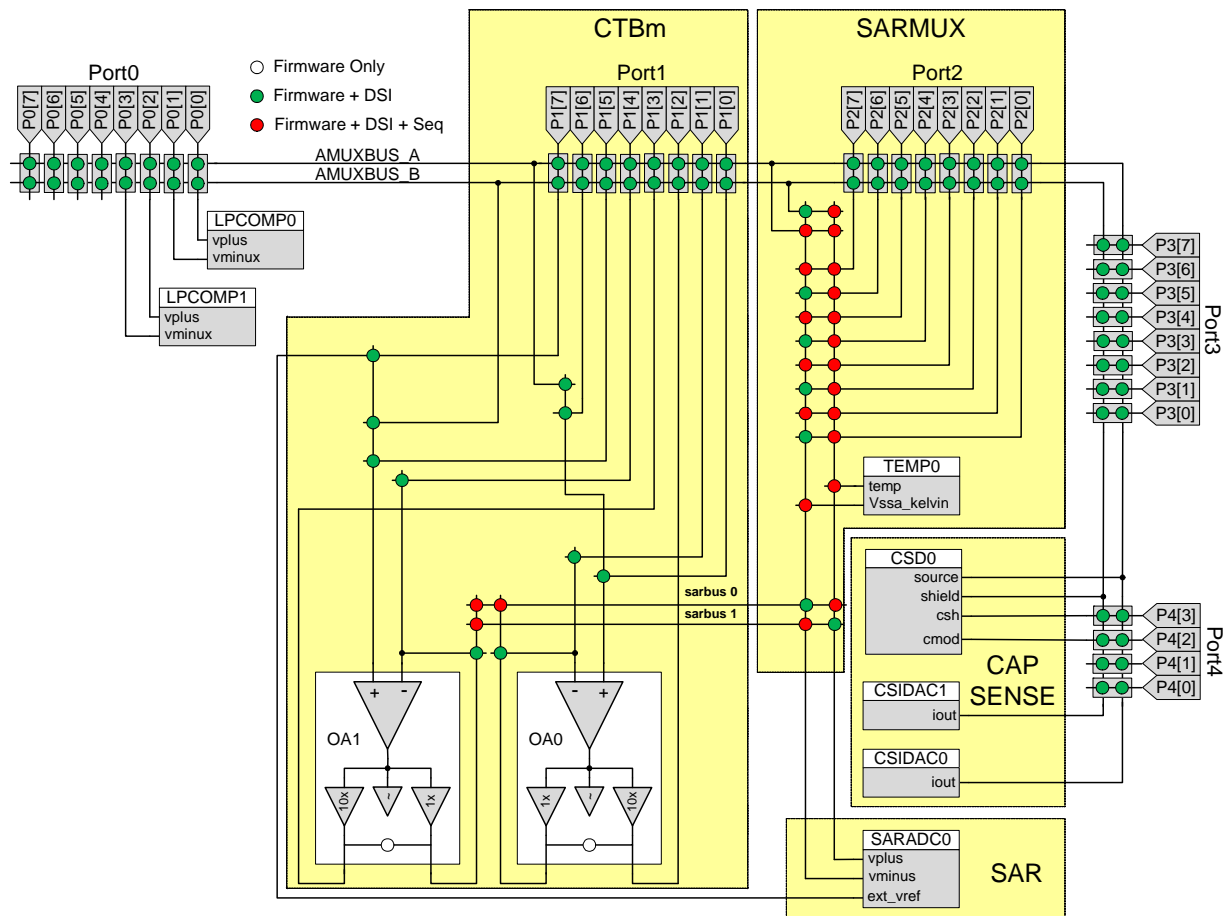 CTBm
SARMUX
Port0
Firmware Only
Firmware + DSI
Firmware + DSI + Seq
Port1
Port2
P0[7]
P0[6]
P0[5]
P0[4]
P0[3]
P0[2]
P0[1]
P0[0]
P1[7]
P1[6]
P1[5]
P1[4]
P1[3]
P1[2]
P1[1]
P1[0]
P2[7]
P2[6]
P2[5]
P2[4]
P2[3]
P2[2]
P2[1]
P2[0]
AMUXBUS_A
AMUXBUS_B
LPCOMP0
vplus
vminux
LPCOMP1
vplus
vminux
P3[7]
P3[6]
P3[5]
P3[4]
P3[3]
P3[2]
P3[1]
P3[0]
Port3
TEMP0
temp
Vssa_kelvin
CSD0
source
shield
csh
cmod
sarbus 0
sarbus 1
P4[3]
P4[2]
P4[1]
P4[0]
Port4
CAP
SENSE
CSIDAC1
iout
CSIDAC0
iout
+ -
OA1
10x
~
1x
- +
OA0
1x
~
10x
SARADC0
vplus
vminus
ext_vref
SAR